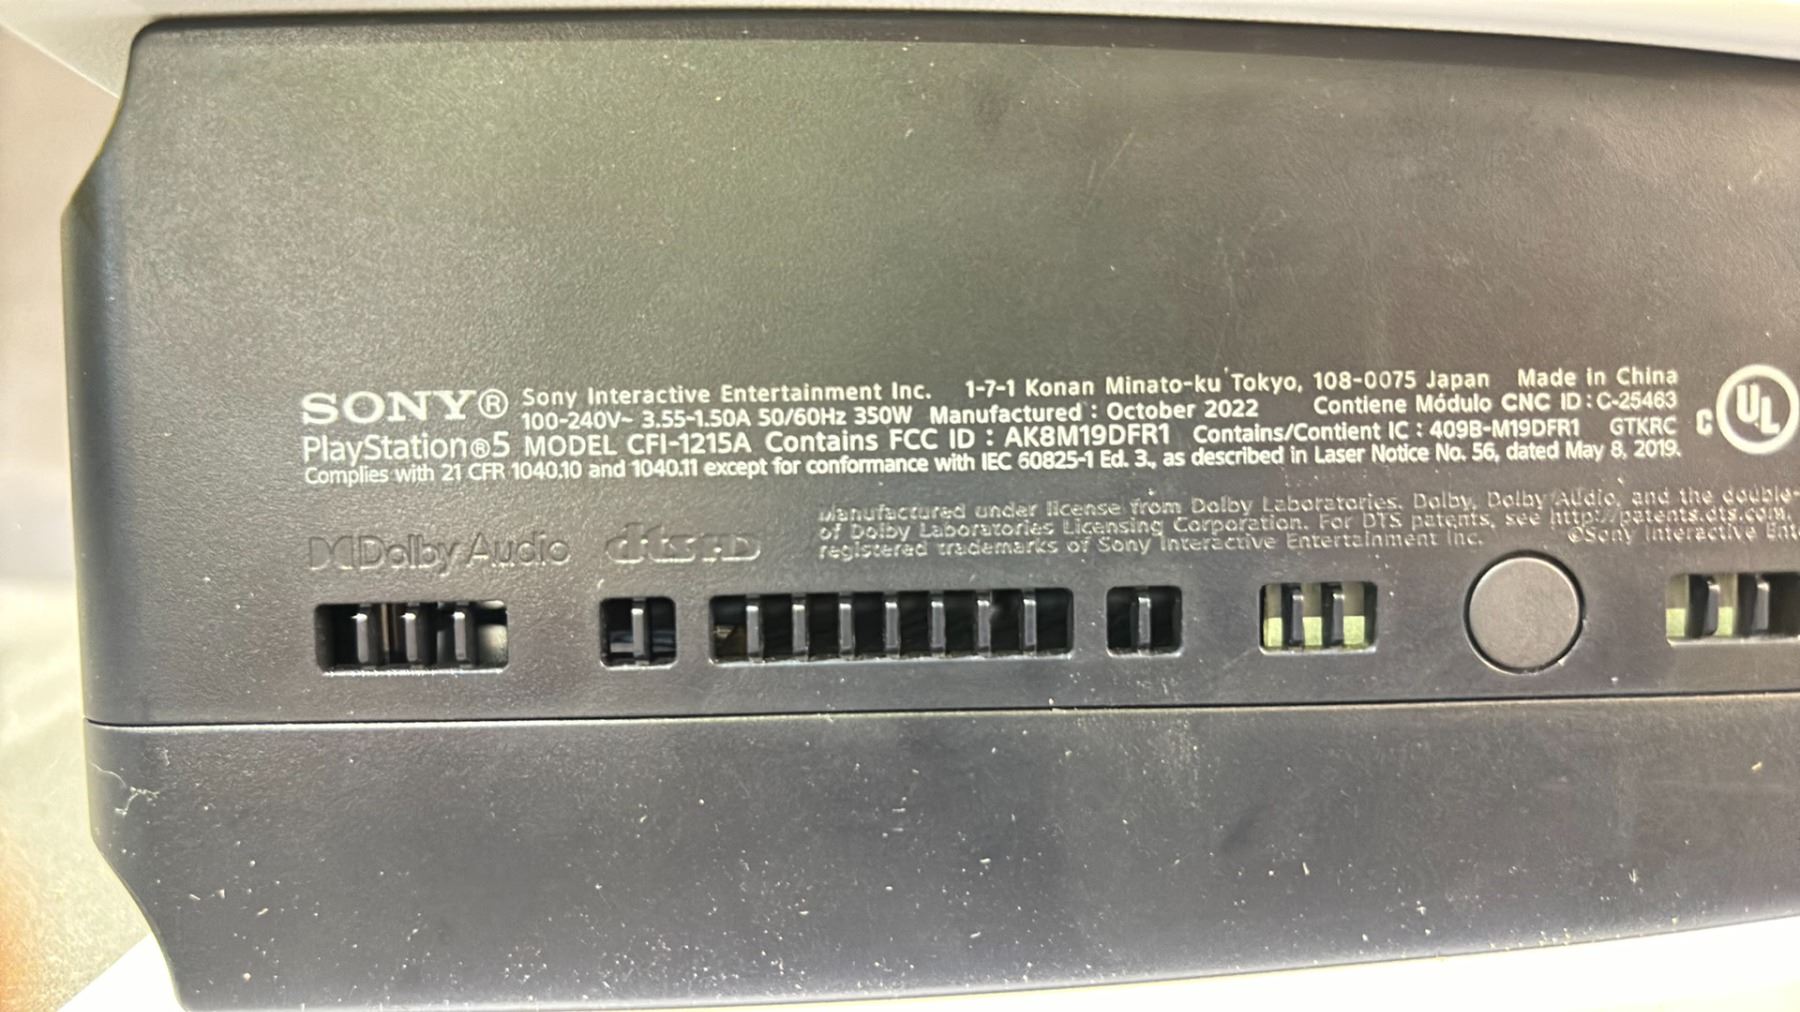 SONY® Sony Interactive Entertainment Inc. 1-7-1 Konan Minato-ku Tokyo, 108-0075 Japan Made in China
100-240V~ 3.55-1.50A 50/60Hz 350W Manufactured : October 2022 Contiene Módulo CNC ID : C-25463
PlayStation®5 MODEL CFI-1215A Contains FCC ID : AK8M19DFR1 Contains/Contient IC : 409B-M19DFR1 GTKRC
Complies with 21 CFR 1040.10 and 1040.11 except for conformance with IEC 60825-1 Ed. 3., as described in Laser Notice No. 56, dated May 8, 2019.
C UL
Manufactured under license from Dolby Laboratories. Dolby, Dolby Audio, and the double-
of Dolby Laboratories Licensing Corporation. For DTS patents, see http://patents.dts.com.
registered trademarks of Sony Interactive Entertainment Inc. ©Sony Interactive Ent
Dolby Audio
dts HD